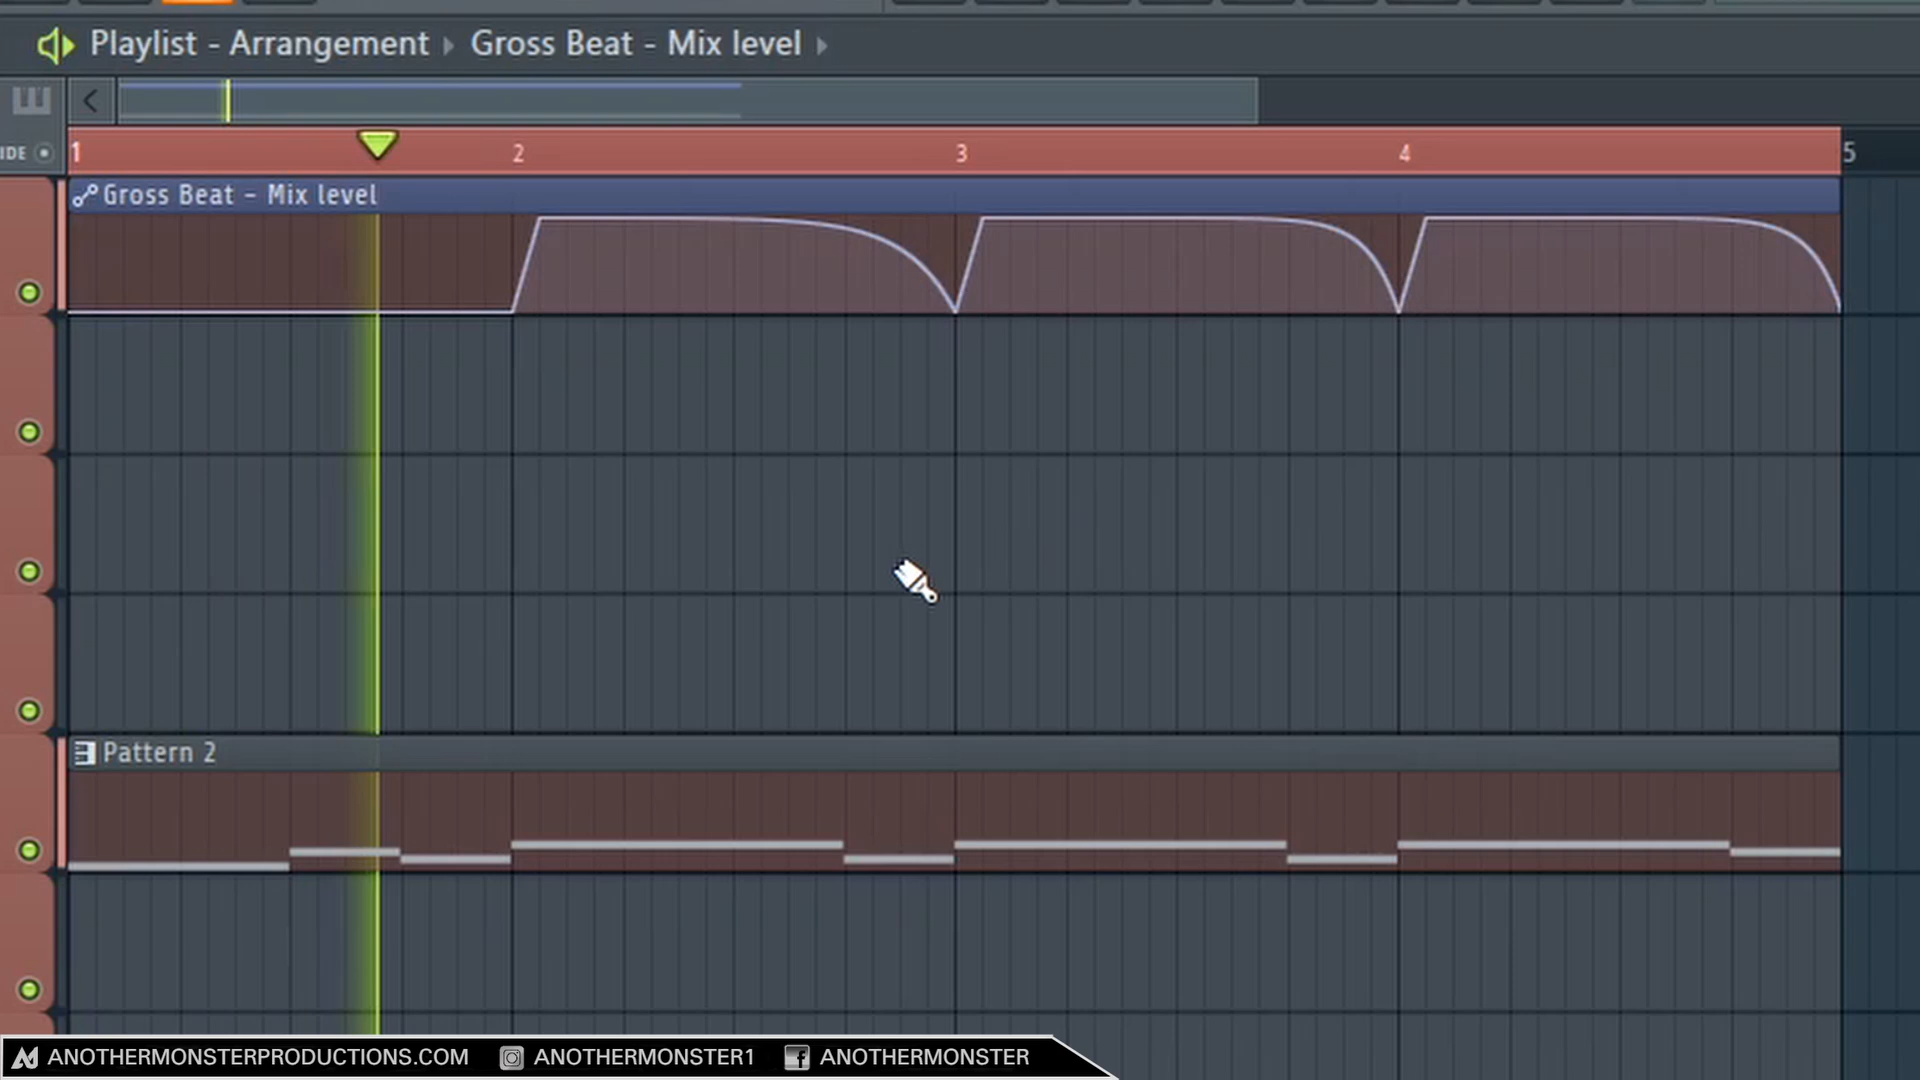 Playlist - Arrangement ▸ Gross Beat - Mix level ▸
IDE
1 2 3 4 5
Gross Beat - Mix level
Pattern 2
ANOTHERMONSTERPRODUCTIONS.COM ANOTHERMONSTER1 ANOTHERMONSTER